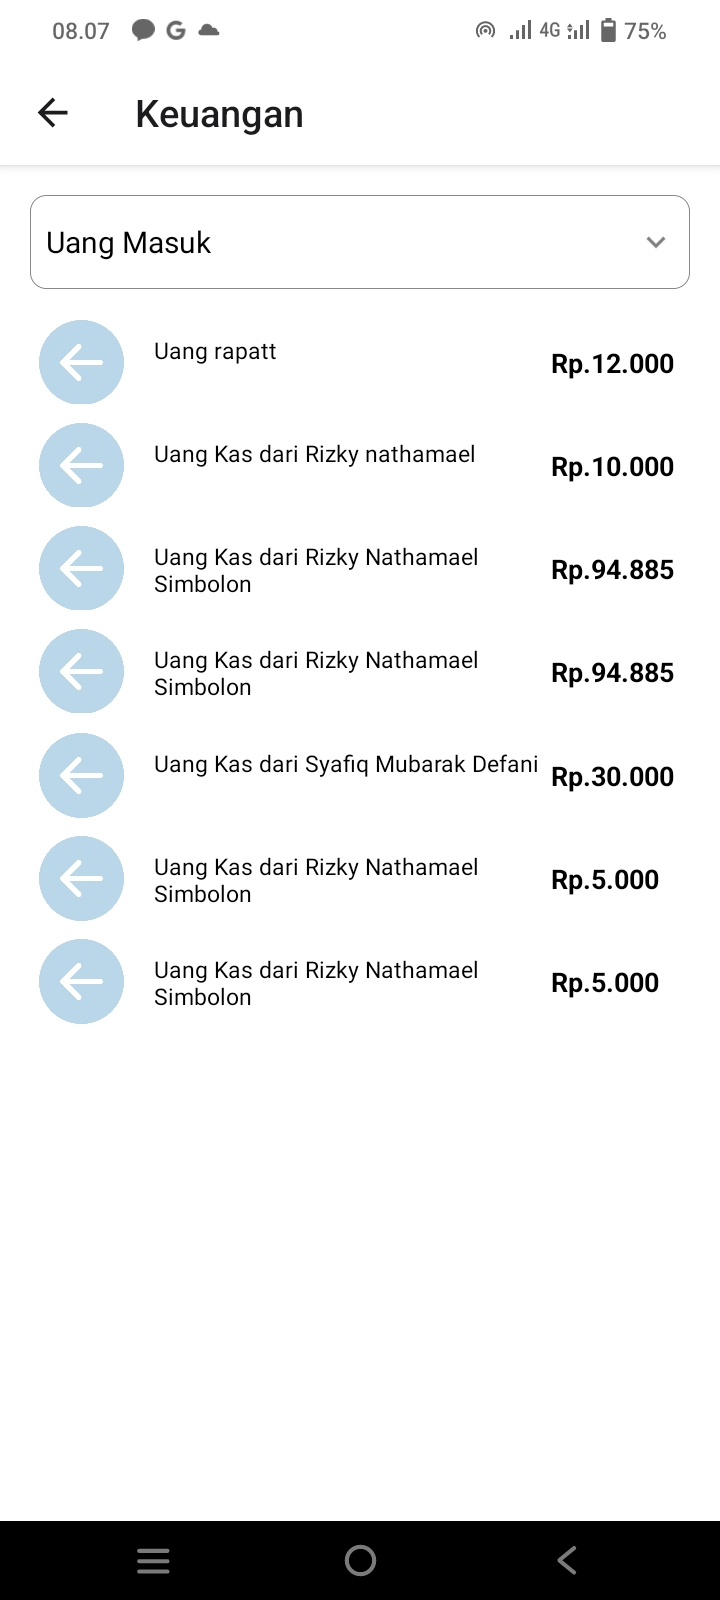 08.07
4G
75%
Keuangan
Uang Masuk
Uang rapatt
Rp.12.000
Uang Kas dari Rizky nathamael
Rp.10.000
Uang Kas dari Rizky Nathamael
Simbolon
Rp.94.885
Uang Kas dari Rizky Nathamael
Simbolon
Rp.94.885
Uang Kas dari Syafiq Mubarak Defani
Rp.30.000
Uang Kas dari Rizky Nathamael
Simbolon
Rp.5.000
Uang Kas dari Rizky Nathamael
Simbolon
Rp.5.000